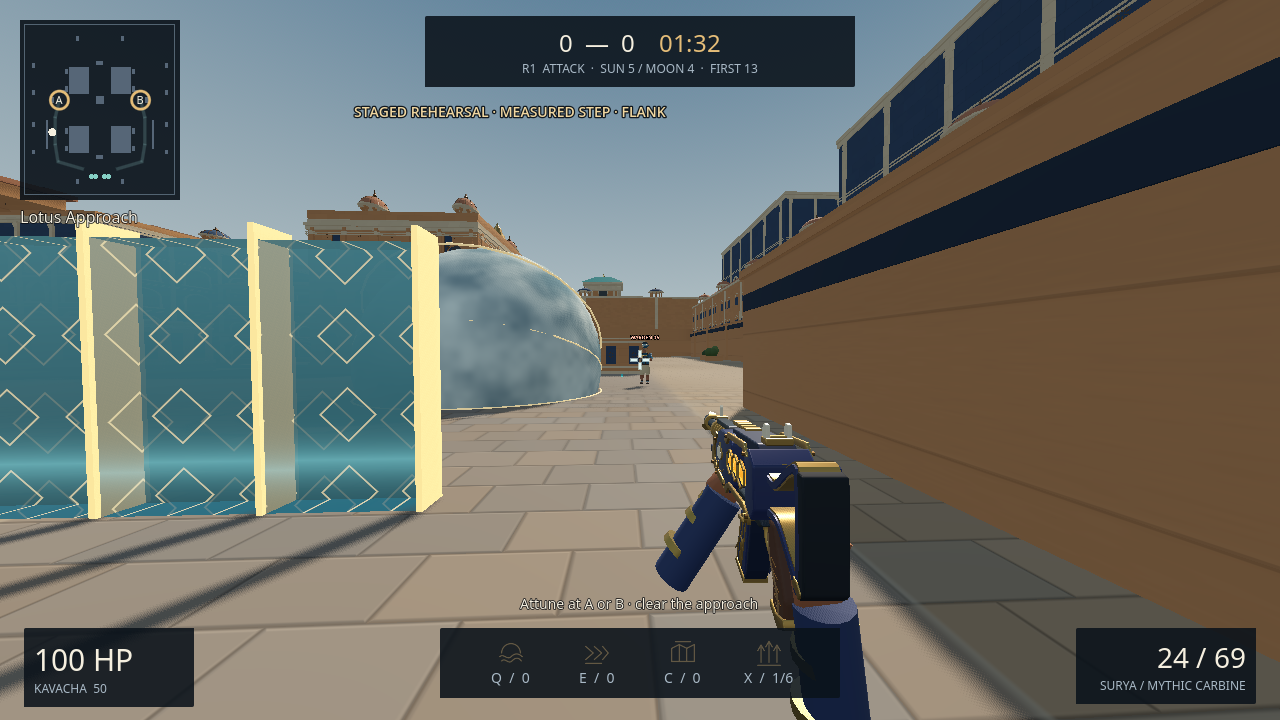 0 — 0 01:32
R1 ATTACK · SUN 5 / MOON 4 · FIRST 13
STAGED REHEARSAL · MEASURED STEP · FLANK
A
B
Lotus Approach
Attune at A or B · clear the approach
100 HP
KAVACHA 50
Q / 0
E / 0
C / 0
X / 1/6
24 / 69
SURYA / MYTHIC CARBINE